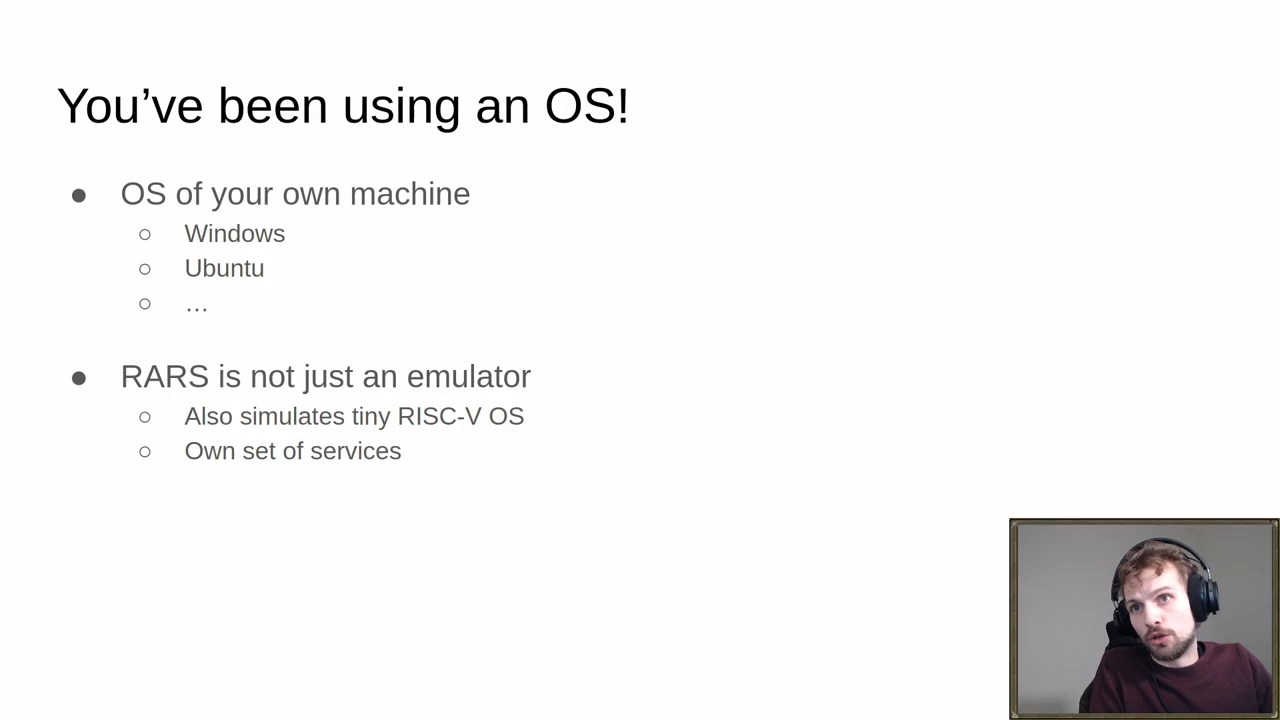 You’ve been using an OS!
● OS of your own machine
○ Windows
○ Ubuntu
○ …
● RARS is not just an emulator
○ Also simulates tiny RISC-V OS
○ Own set of services